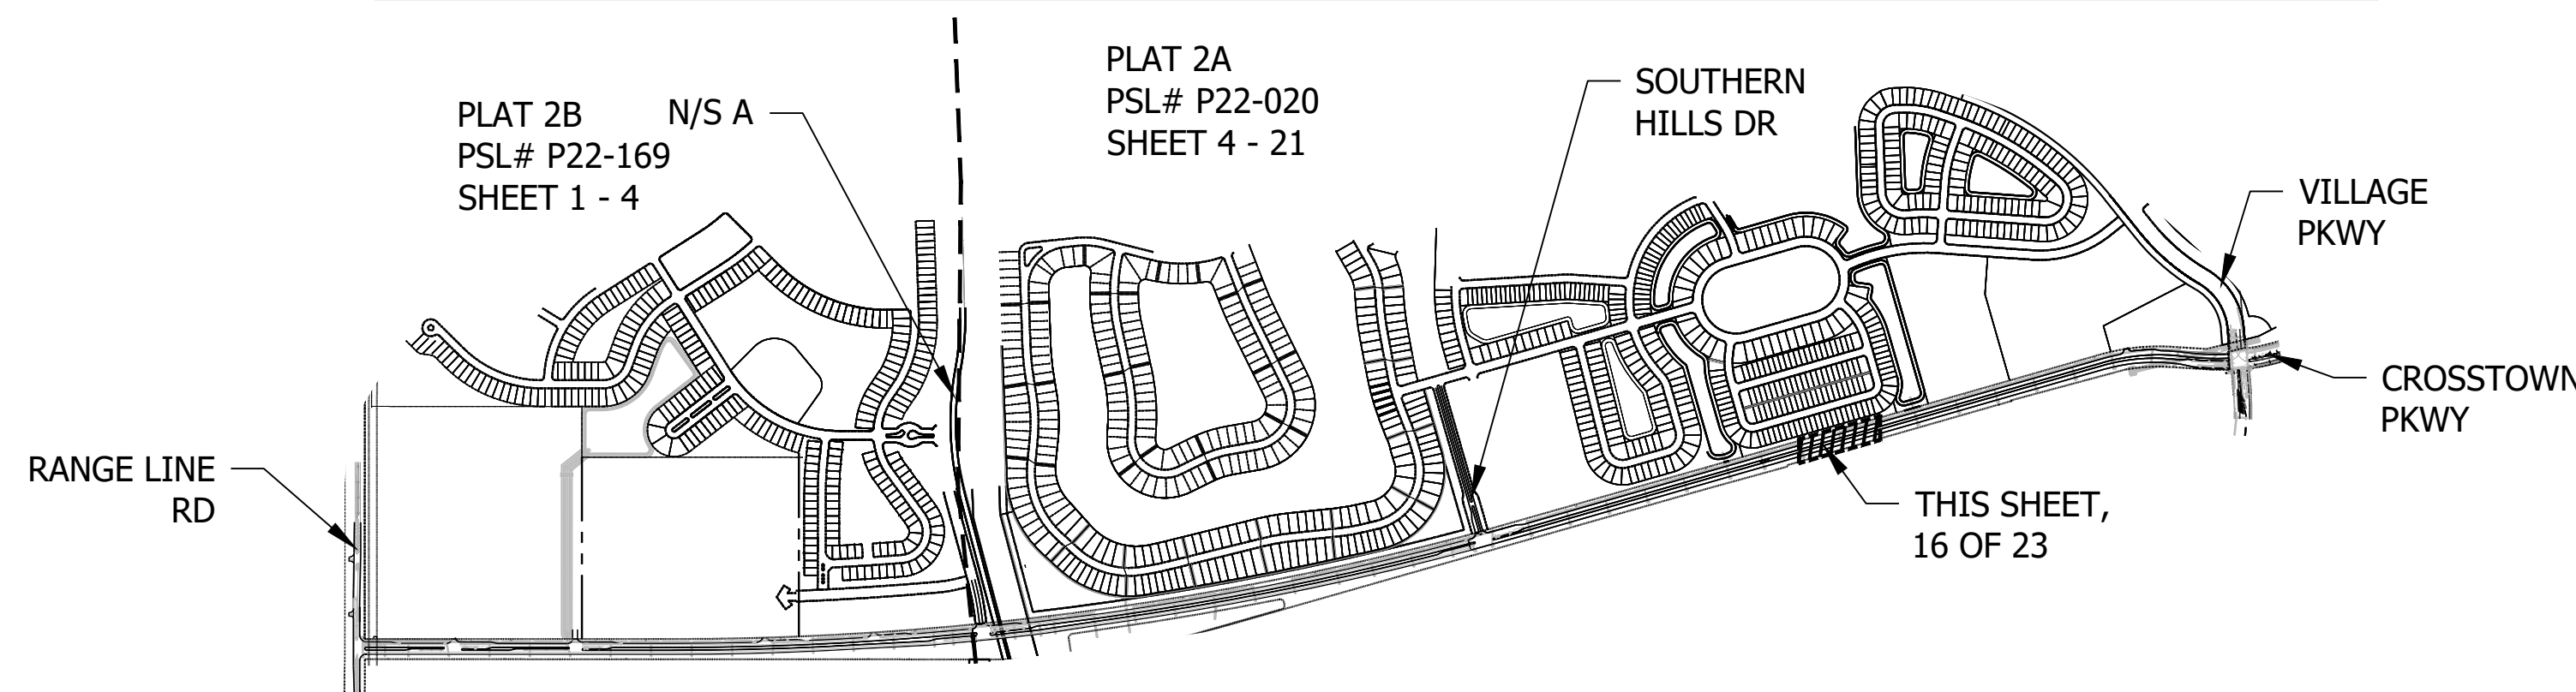 PLAT 2B
PSL# P22-169
SHEET 1 - 4
N/S A
PLAT 2A
PSL# P22-020
SHEET 4 - 21
SOUTHERN
HILLS DR
VILLAGE
PKWY
CROSSTOWN
PKWY
RANGE LINE
RD
THIS SHEET,
16 OF 23